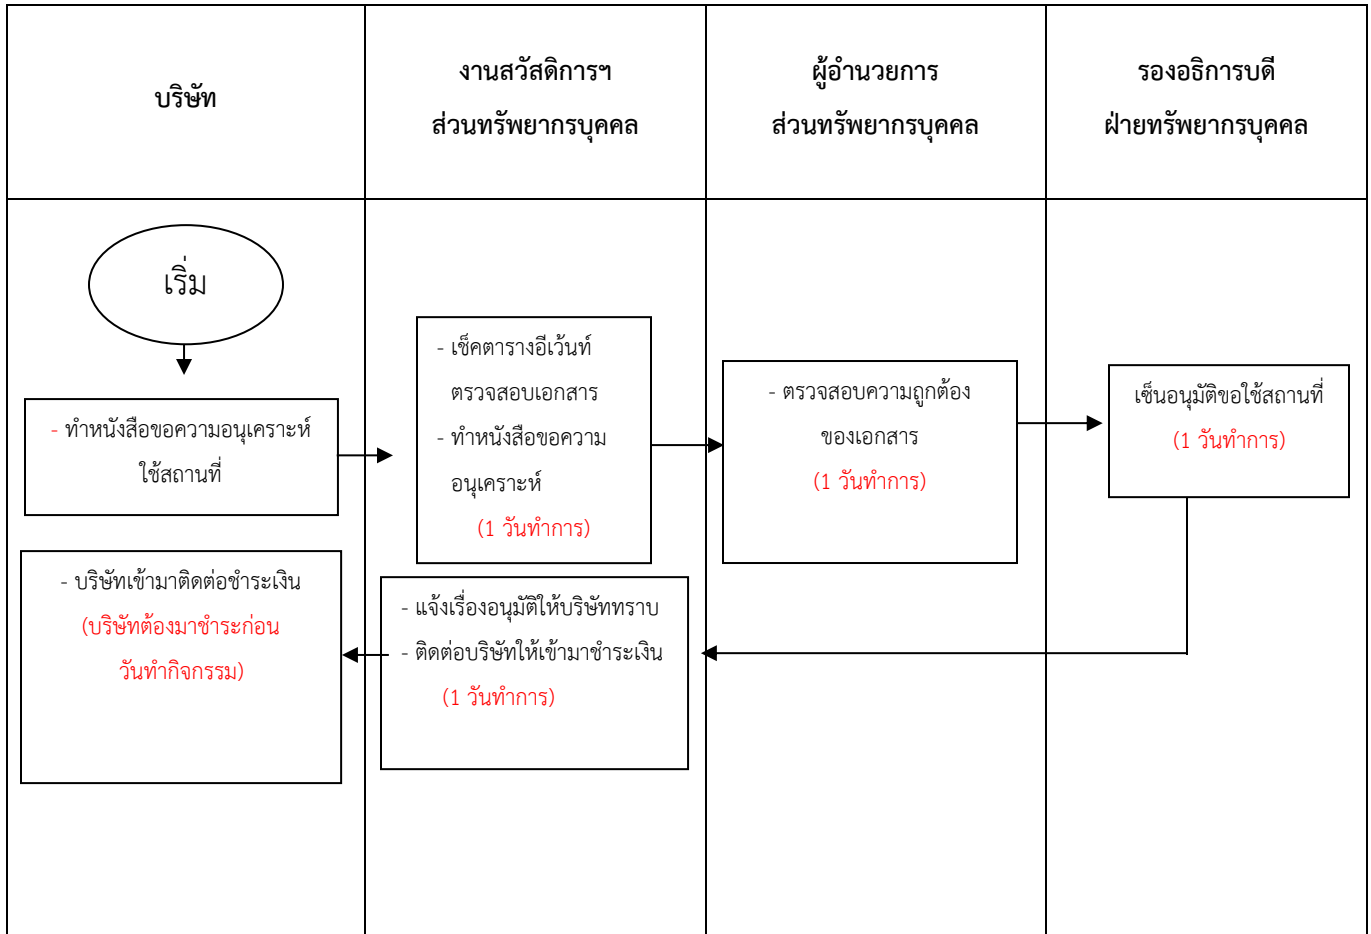 บริษัท
งานสวัสดิการฯ
ส่วนทรัพยากรบุคคล
ผู้อำนวยการ
ส่วนทรัพยากรบุคคล
รองอธิการบดี
ฝ่ายทรัพยากรบุคคล
เริ่ม
- ทำหนังสือขอความอนุเคราะห์
ใช้สถานที่
- เช็คตารางอีเว้นท์
ตรวจสอบเอกสาร
- ทำหนังสือขอความ
อนุเคราะห์
(1 วันทำการ)
- ตรวจสอบความถูกต้อง
ของเอกสาร
(1 วันทำการ)
เซ็นอนุมัติขอใช้สถานที่
(1 วันทำการ)
- บริษัทเข้ามาติดต่อชำระเงิน
(บริษัทต้องมาชำระก่อน
วันทำกิจกรรม)
- แจ้งเรื่องอนุมัติให้บริษัททราบ
- ติดต่อบริษัทให้เข้ามาชำระเงิน
(1 วันทำการ)